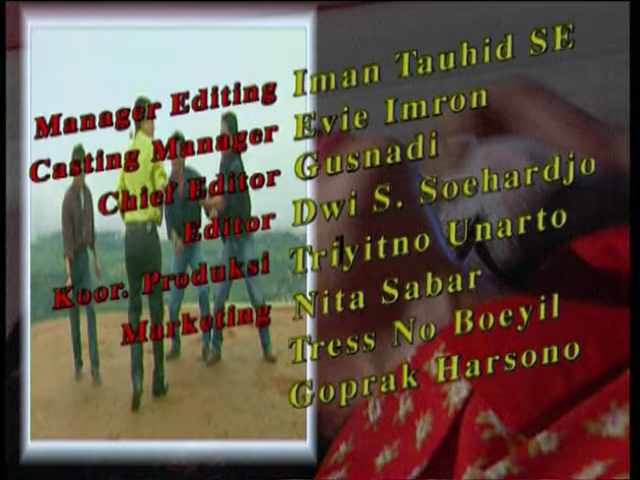 Manager Editing Iman Tauhid SE
Casting Manager Evie Imron
Chief Editor Gusnadi
Editor Dwi S. Soehardjo
Triyitno Unarto
Koor. Produksi Nita Sabar
Marketing Tress No Boeyil
Goprak Harsono